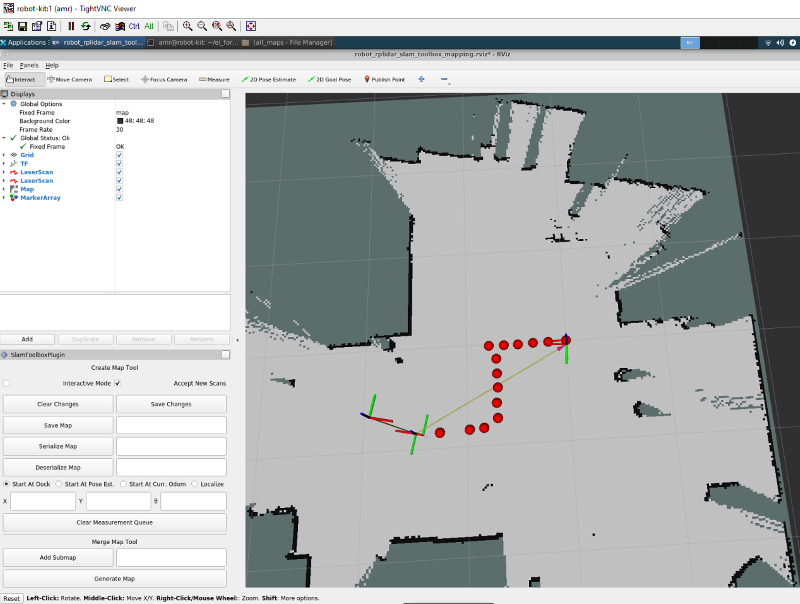 robot-kit:1 (amr) - TightVNC Viewer
Ctrl Alt
Applications robot_rplidar_slam_tool... amr@robot-kit: ~/ei_for... [all_maps - File Manager]
robot_rplidar_slam_toolbox_mapping.rviz* - RViz
File Panels Help
Interact Move Camera Select Focus Camera Measure 2D Pose Estimate 2D Goal Pose Publish Point
Displays
Global Options
Fixed Frame map
Background Color 48; 48; 48
Frame Rate 30
Global Status: Ok
Fixed Frame OK
Grid
TF
LaserScan
LaserScan
Map
MarkerArray
Add Duplicate Remove Rename
SlamToolboxPlugin
Create Map Tool
Interactive Mode Accept New Scans
Clear Changes Save Changes
Save Map
Serialize Map
Deserialize Map
Start At Dock Start At Pose Est. Start At Curr. Odom Localize
X Y θ
Clear Measurement Queue
Merge Map Tool
Add Submap
Generate Map
Reset Left-Click: Rotate. Middle-Click: Move X/Y. Right-Click/Mouse Wheel:: Zoom. Shift: More options.